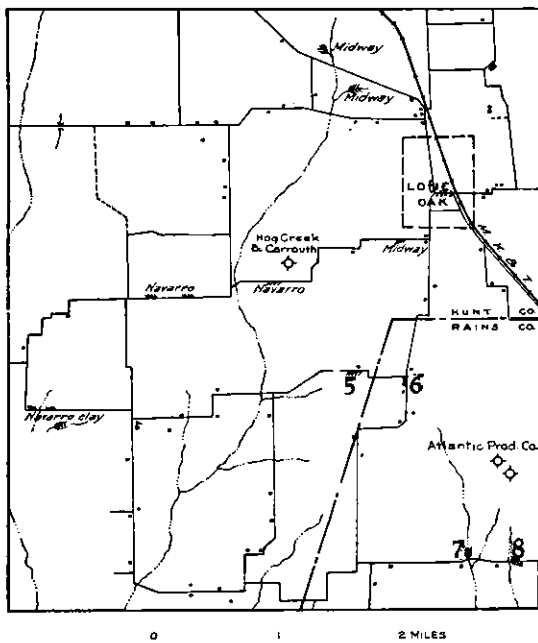 Midway
Midway
LONE
OAK
M K & T
Hog Creek
& Carrouth
Midway
Navarro
Navarro
HUNT CO.
RAINS CO.
5 6
Navarro clay
Atlantic Prod. Co.
7 8
0 1 2 MILES